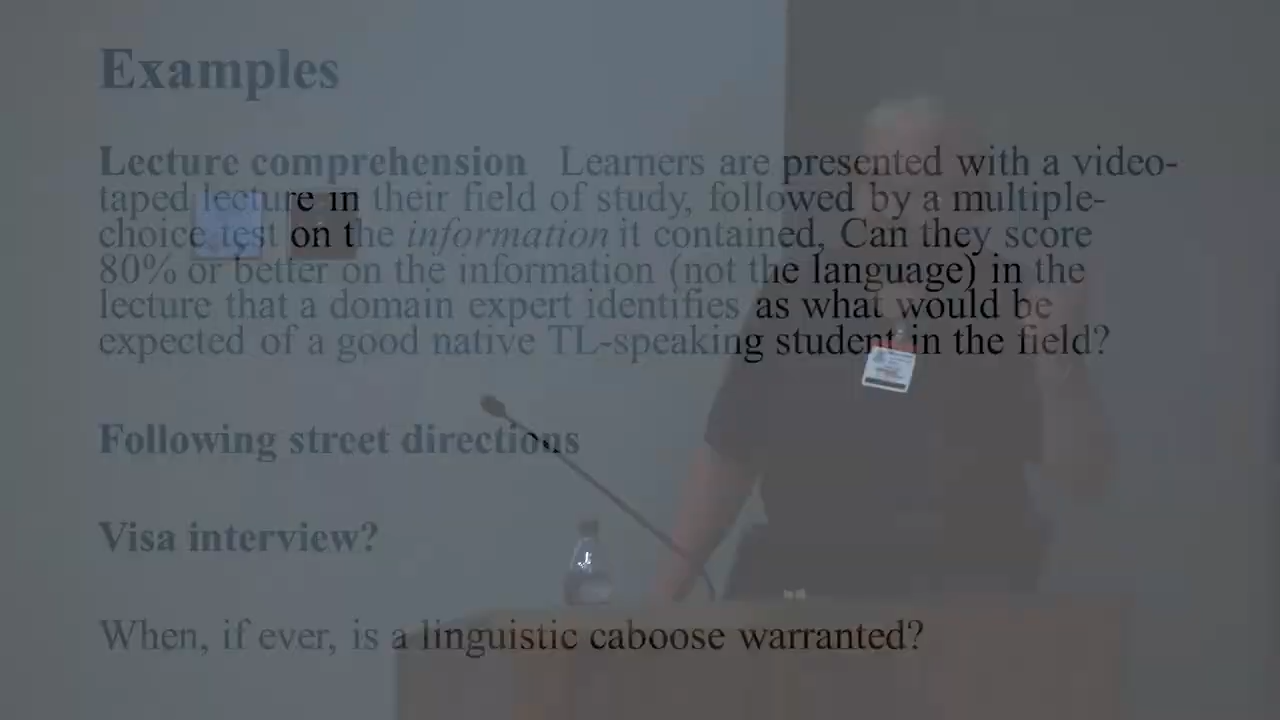 Examples
Lecture comprehension Learners are presented with a video-
taped lecture in their field of study, followed by a multiple-
choice test on the information it contained, Can they score
80% or better on the information (not the language) in the
lecture that a domain expert identifies as what would be
expected of a good native TL-speaking student in the field?
Following street directions
Visa interview?
When, if ever, is a linguistic caboose warranted?